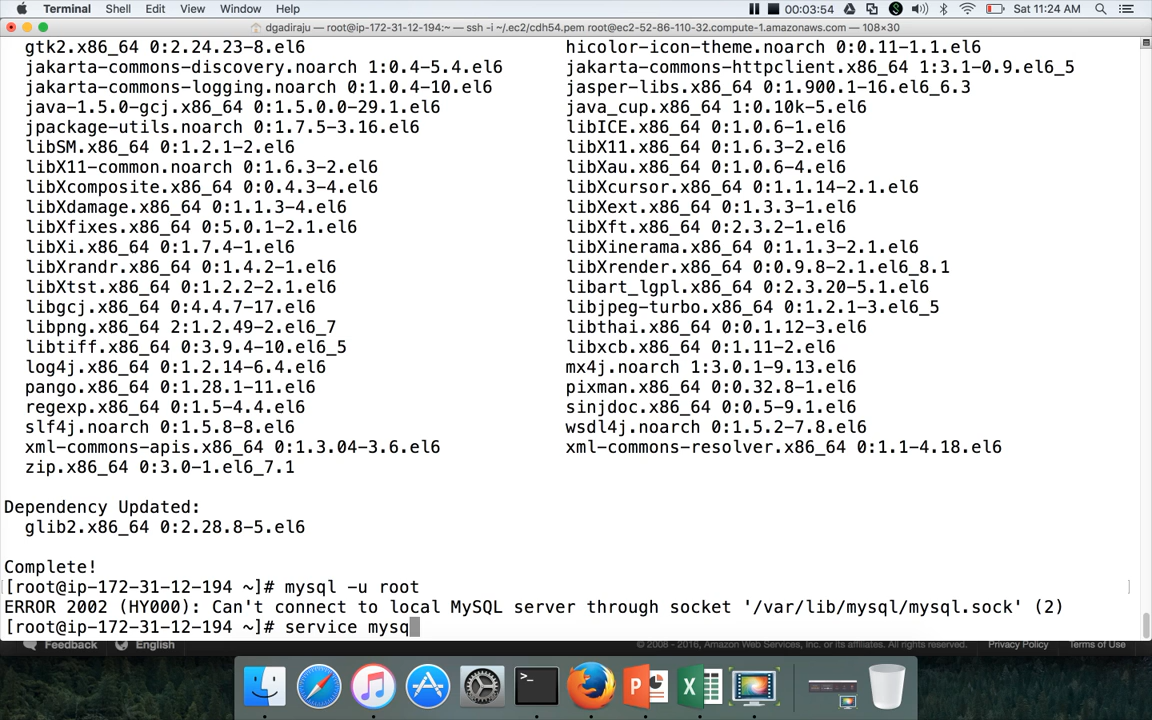 Terminal Shell Edit View Window Help 00:03:54 Sat 11:24 AM
dgadiraju — root@ip-172-31-12-194:~ — ssh -i ~/.ec2/cdh54.pem root@ec2-52-86-110-32.compute-1.amazonaws.com — 108×30
gtk2.x86_64 0:2.24.23-8.el6 hicolor-icon-theme.noarch 0:0.11-1.1.el6
jakarta-commons-discovery.noarch 1:0.4-5.4.el6 jakarta-commons-httpclient.x86_64 1:3.1-0.9.el6_5
jakarta-commons-logging.noarch 0:1.0.4-10.el6 jasper-libs.x86_64 0:1.900.1-16.el6_6.3
java-1.5.0-gcj.x86_64 0:1.5.0.0-29.1.el6 java_cup.x86_64 1:0.10k-5.el6
jpackage-utils.noarch 0:1.7.5-3.16.el6 libICE.x86_64 0:1.0.6-1.el6
libSM.x86_64 0:1.2.1-2.el6 libX11.x86_64 0:1.6.3-2.el6
libX11-common.noarch 0:1.6.3-2.el6 libXau.x86_64 0:1.0.6-4.el6
libXcomposite.x86_64 0:0.4.3-4.el6 libXcursor.x86_64 0:1.1.14-2.1.el6
libXdamage.x86_64 0:1.1.3-4.el6 libXext.x86_64 0:1.3.3-1.el6
libXfixes.x86_64 0:5.0.1-2.1.el6 libXft.x86_64 0:2.3.2-1.el6
libXi.x86_64 0:1.7.4-1.el6 libXinerama.x86_64 0:1.1.3-2.1.el6
libXrandr.x86_64 0:1.4.2-1.el6 libXrender.x86_64 0:0.9.8-2.1.el6_8.1
libXtst.x86_64 0:1.2.2-2.1.el6 libart_lgpl.x86_64 0:2.3.20-5.1.el6
libgcj.x86_64 0:4.4.7-17.el6 libjpeg-turbo.x86_64 0:1.2.1-3.el6_5
libpng.x86_64 2:1.2.49-2.el6_7 libthai.x86_64 0:0.1.12-3.el6
libtiff.x86_64 0:3.9.4-10.el6_5 libxcb.x86_64 0:1.11-2.el6
log4j.x86_64 0:1.2.14-6.4.el6 mx4j.noarch 1:3.0.1-9.13.el6
pango.x86_64 0:1.28.1-11.el6 pixman.x86_64 0:0.32.8-1.el6
regexp.x86_64 0:1.5-4.4.el6 sinjdoc.x86_64 0:0.5-9.1.el6
slf4j.noarch 0:1.5.8-8.el6 wsdl4j.noarch 0:1.5.2-7.8.el6
xml-commons-apis.x86_64 0:1.3.04-3.6.el6 xml-commons-resolver.x86_64 0:1.1-4.18.el6
zip.x86_64 0:3.0-1.el6_7.1
Dependency Updated:
glib2.x86_64 0:2.28.8-5.el6
Complete!
[root@ip-172-31-12-194 ~]# mysql -u root
ERROR 2002 (HY000): Can't connect to local MySQL server through socket '/var/lib/mysql/mysql.sock' (2)
[root@ip-172-31-12-194 ~]# service mysq
Feedback English © 2008 - 2016, Amazon Web Services, Inc. or its affiliates. All rights reserved. Privacy Policy Terms of Use